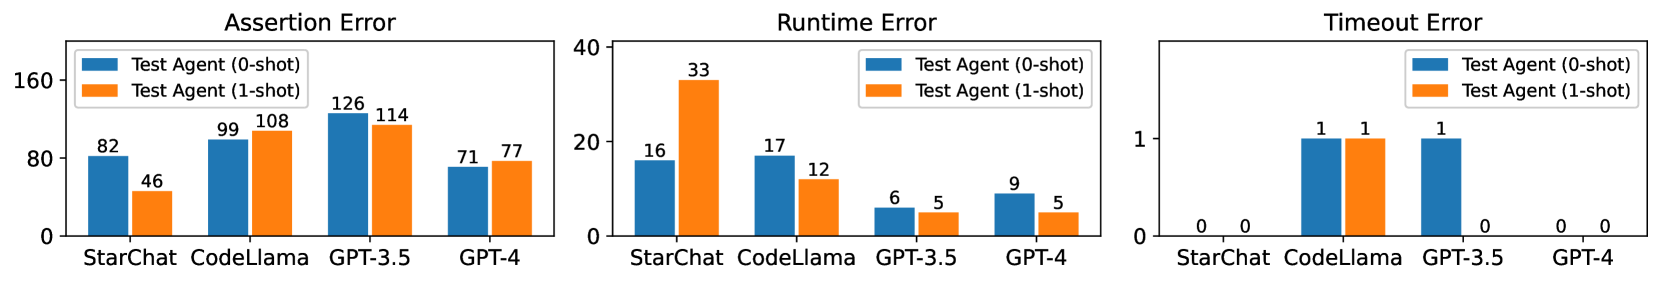 Assertion Error
Test Agent (0-shot)
Test Agent (1-shot)
160
80
0
82
46
99
108
126
114
71
77
StarChat
CodeLlama
GPT-3.5
GPT-4
Runtime Error
Test Agent (0-shot)
Test Agent (1-shot)
40
20
0
16
33
17
12
6
5
9
5
StarChat
CodeLlama
GPT-3.5
GPT-4
Timeout Error
Test Agent (0-shot)
Test Agent (1-shot)
1
0
0
0
1
1
1
0
0
0
StarChat
CodeLlama
GPT-3.5
GPT-4